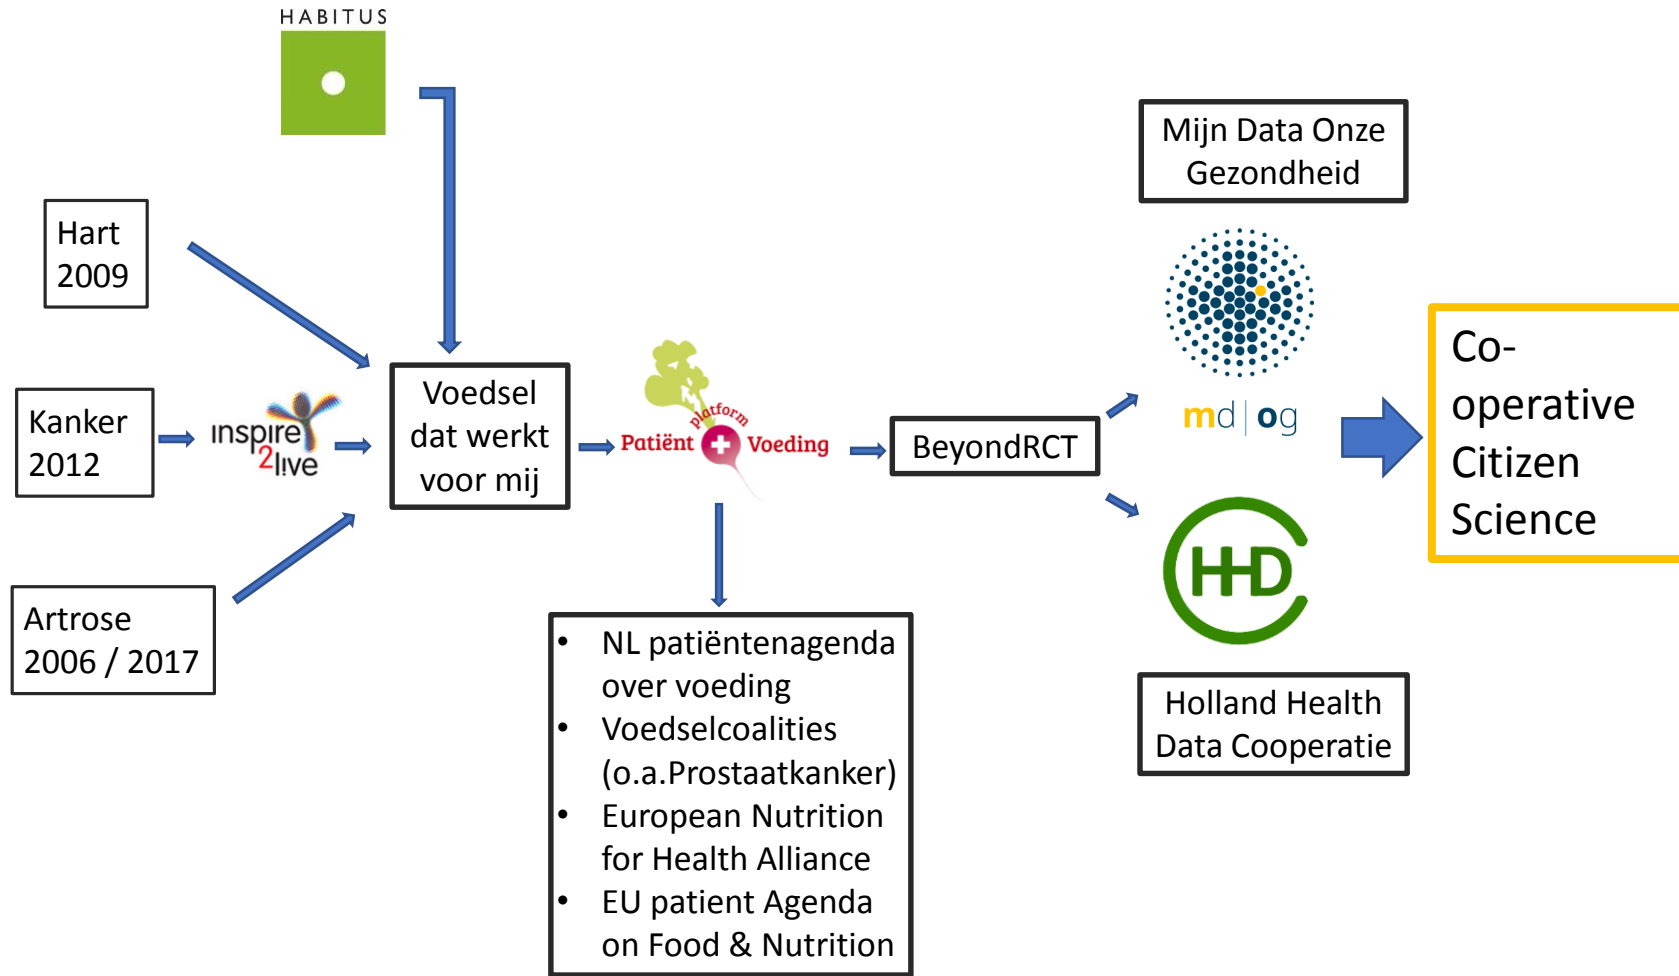 HABITUS
Hart
2009
Kanker
2012
inspire
2live
Artrose
2006 / 2017
Voedsel
dat werkt
voor mij
platform
Patiënt Voeding
• NL patiëntenagenda
over voeding
• Voedselcoalities
(o.a.Prostaatkanker)
• European Nutrition
for Health Alliance
• EU patient Agenda
on Food & Nutrition
BeyondRCT
Mijn Data Onze
Gezondheid
md|og
HHD
Holland Health
Data Cooperatie
Co-
operative
Citizen
Science